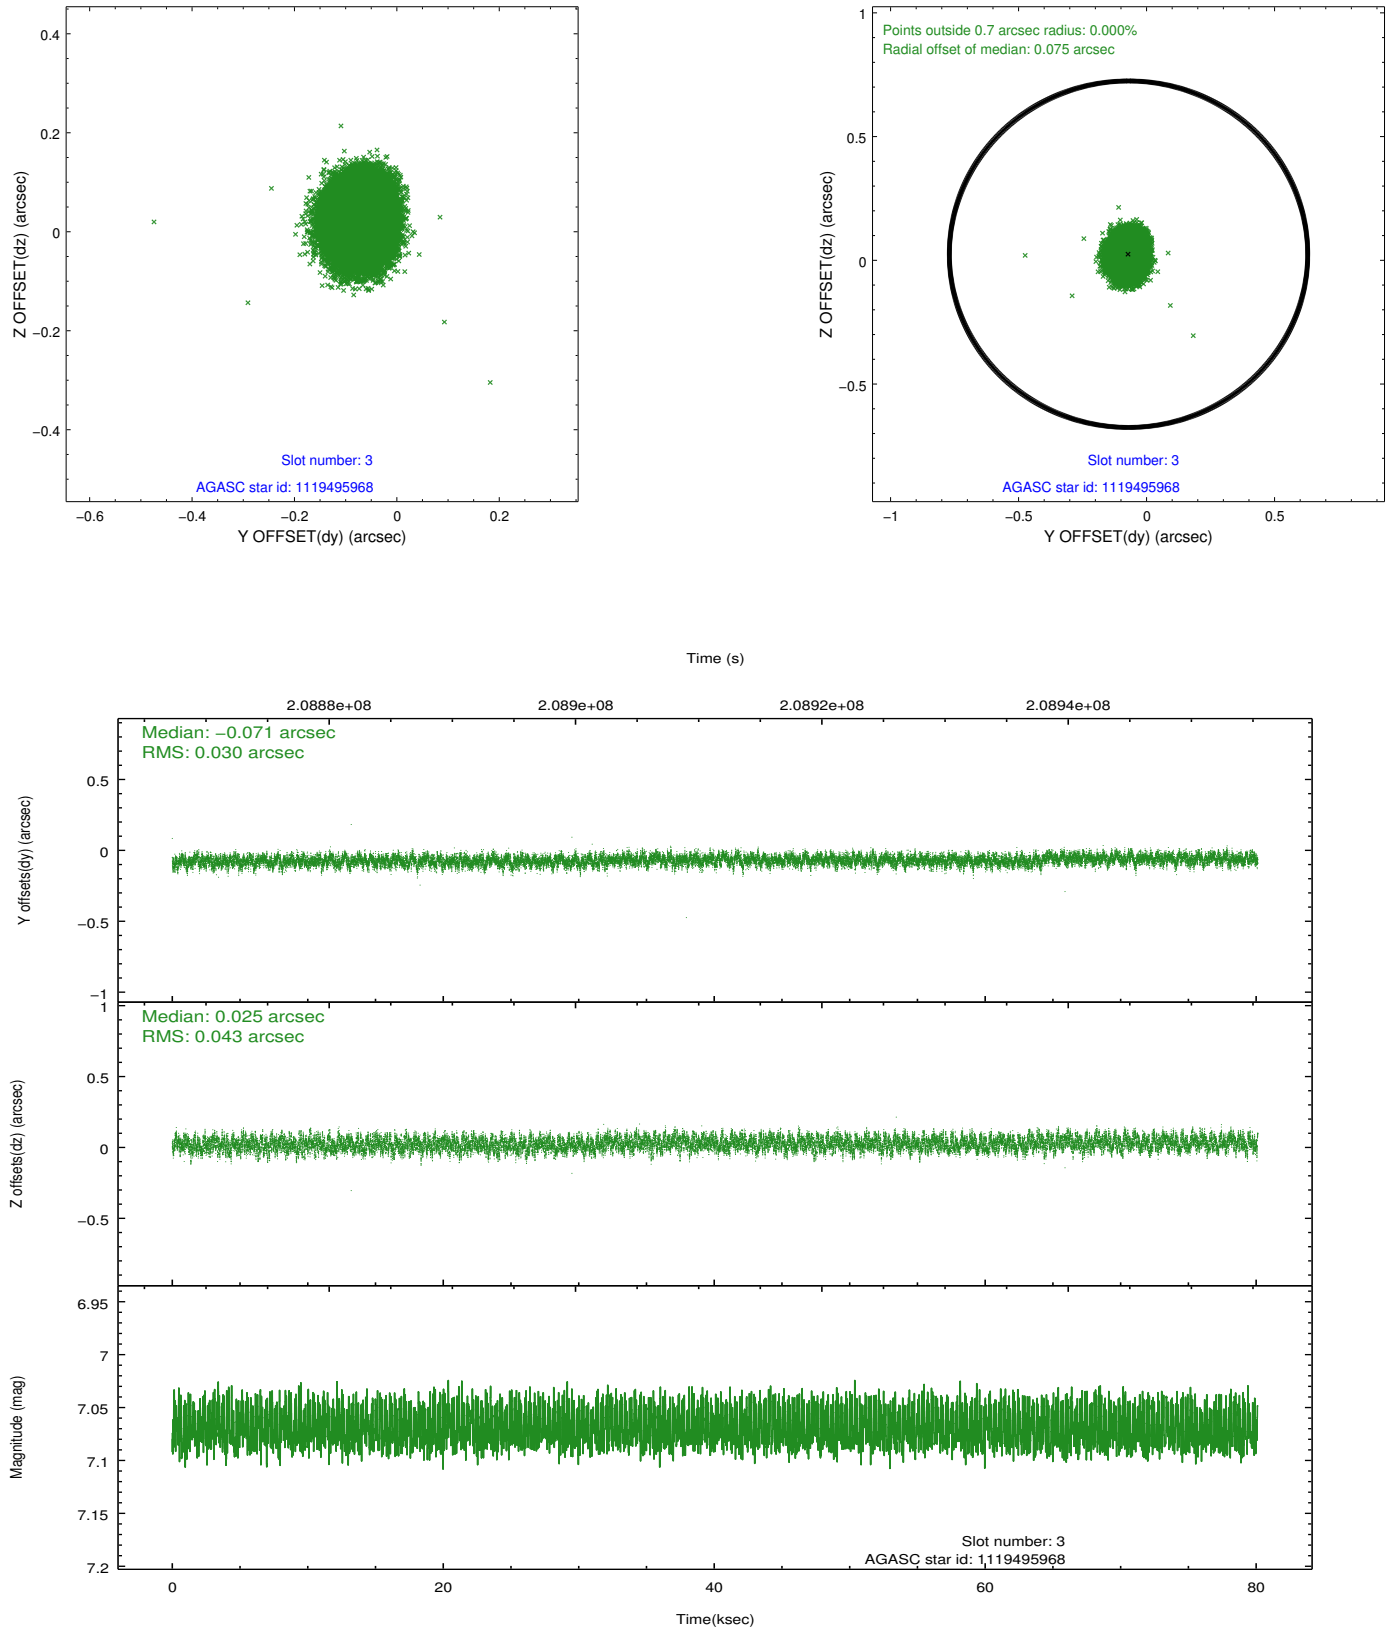 0.4
0.2
0
−0.2
−0.4
Z OFFSET(dz) (arcsec)
Slot number: 3
AGASC star id: 1119495968
−0.6 −0.4 −0.2 0 0.2
Y OFFSET(dy) (arcsec)
Points outside 0.7 arcsec radius: 0.000%
Radial offset of median: 0.075 arcsec
1
0.5
0
−0.5
Z OFFSET(dz) (arcsec)
Slot number: 3
AGASC star id: 1119495968
−1 −0.5 0 0.5
Y OFFSET(dy) (arcsec)
Time (s)
2.0888e+08 2.089e+08 2.0892e+08 2.0894e+08
Median: −0.071 arcsec
RMS: 0.030 arcsec
0.5
0
−0.5
−1
Y offsets(dy) (arcsec)
Median: 0.025 arcsec
RMS: 0.043 arcsec
1
0.5
0
−0.5
Z offsets(dz) (arcsec)
6.95
7
7.05
7.1
7.15
7.2
Magnitude (mag)
Slot number: 3
AGASC star id: 1119495968
0 20 40 60 80
Time(ksec)